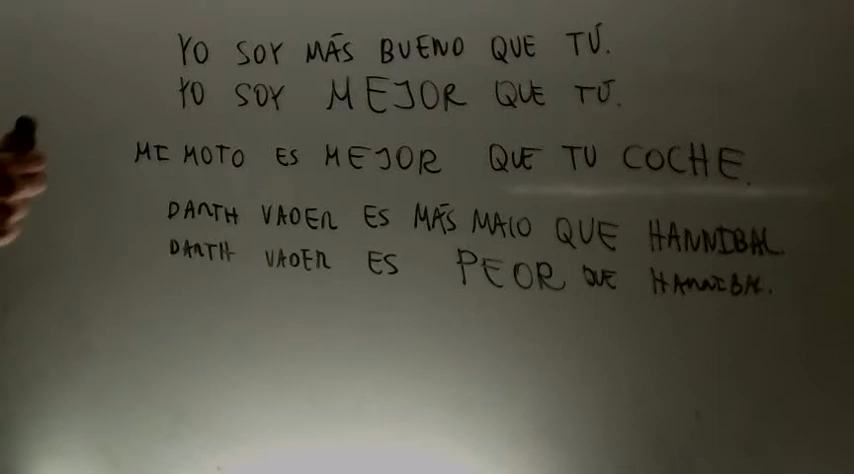 YO SOY MÁS BUENO QUE TÚ.
YO SOY MEJOR QUE TÚ.
MI MOTO ES MEJOR QUE TU COCHE.
DARTH VADER ES MÁS MALO QUE HANNIBAL.
DARTH VADER ES PEOR QUE HANNIBAL.